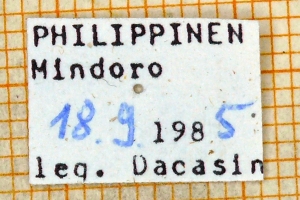 PHILIPPINEN
Mindoro
18.9.1985
leg. Dacasin